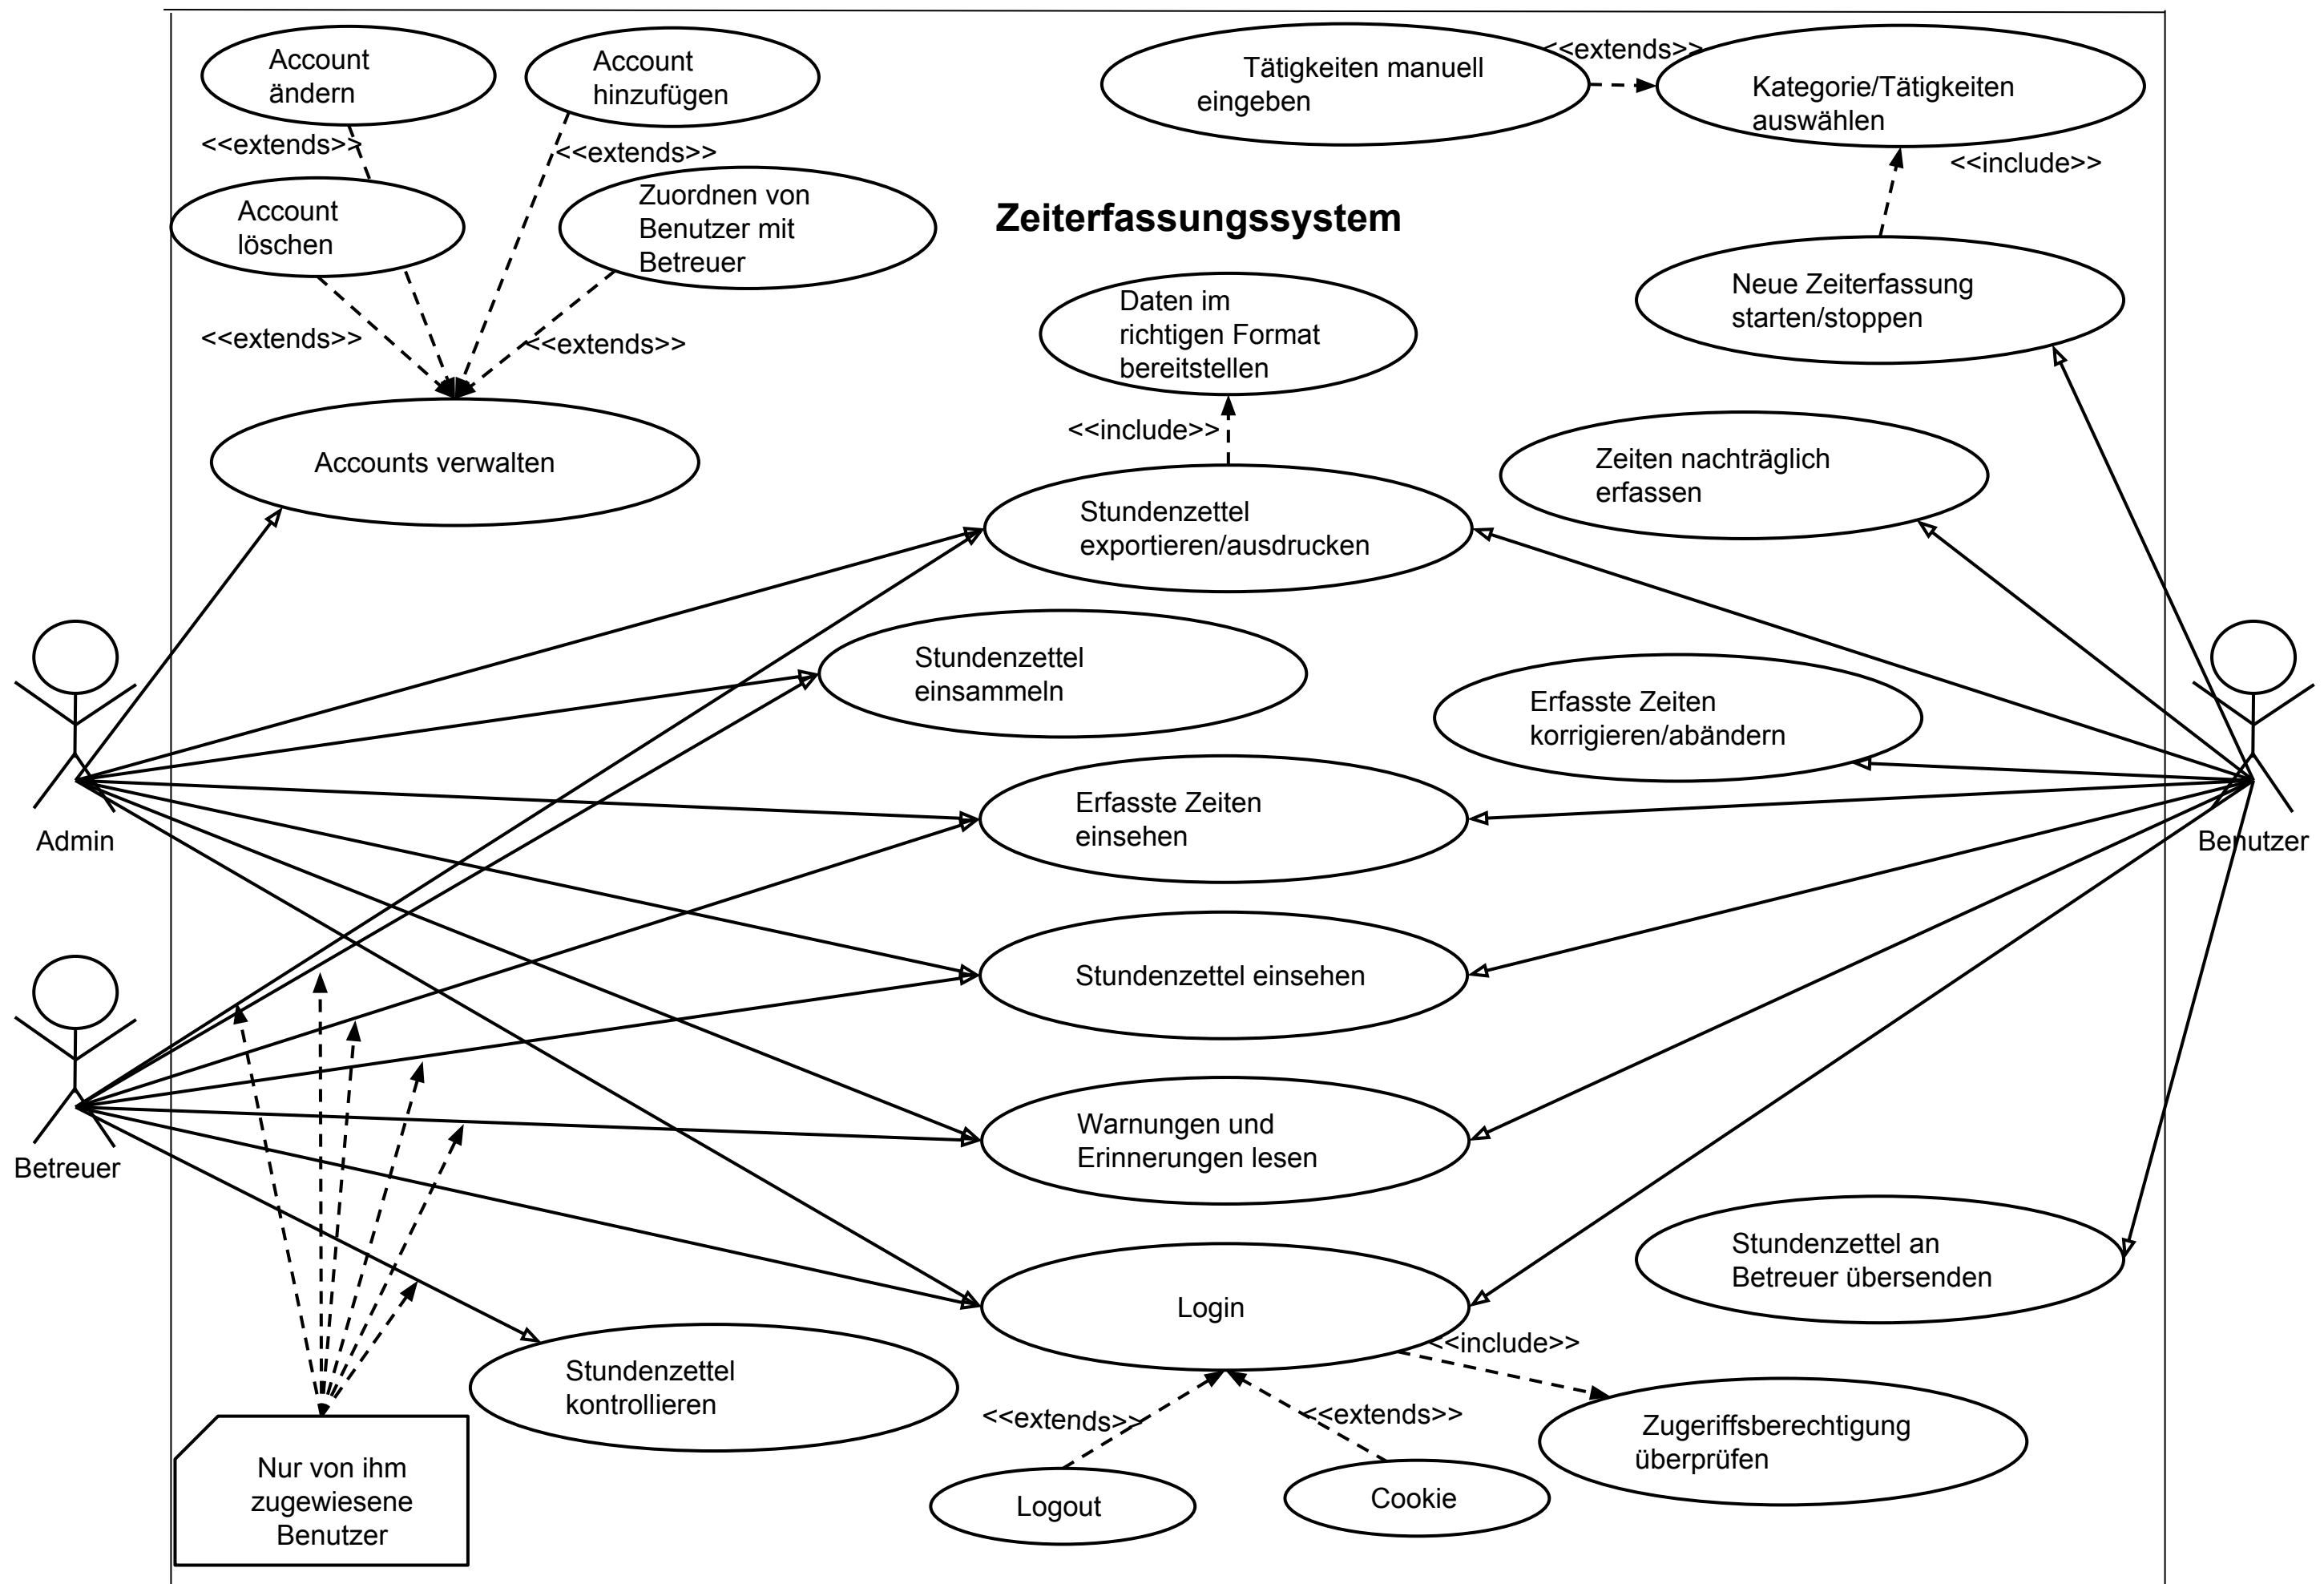 Account
ändern
Account
hinzufügen
Tätigkeiten manuell
eingeben
<<extends>>
Kategorie/Tätigkeiten
auswählen
<<extends>>
<<extends>>
<<include>>
Account
löschen
Zuordnen von
Benutzer mit
Betreuer
Zeiterfassungssystem
Neue Zeiterfassung
starten/stoppen
Daten im
richtigen Format
bereitstellen
<<extends>>
<<extends>>
<<include>>
Accounts verwalten
Zeiten nachträglich
erfassen
Stundenzettel
exportieren/ausdrucken
Stundenzettel
einsammeln
Erfasste Zeiten
korrigieren/abändern
Erfasste Zeiten
einsehen
Admin
Benutzer
Stundenzettel einsehen
Warnungen und
Erinnerungen lesen
Betreuer
Stundenzettel an
Betreuer übersenden
Login
<<include>>
Stundenzettel
kontrollieren
<<extends>>
<<extends>>
Zugeriffsberechtigung
überprüfen
Nur von ihm
zugewiesene
Benutzer
Logout
Cookie